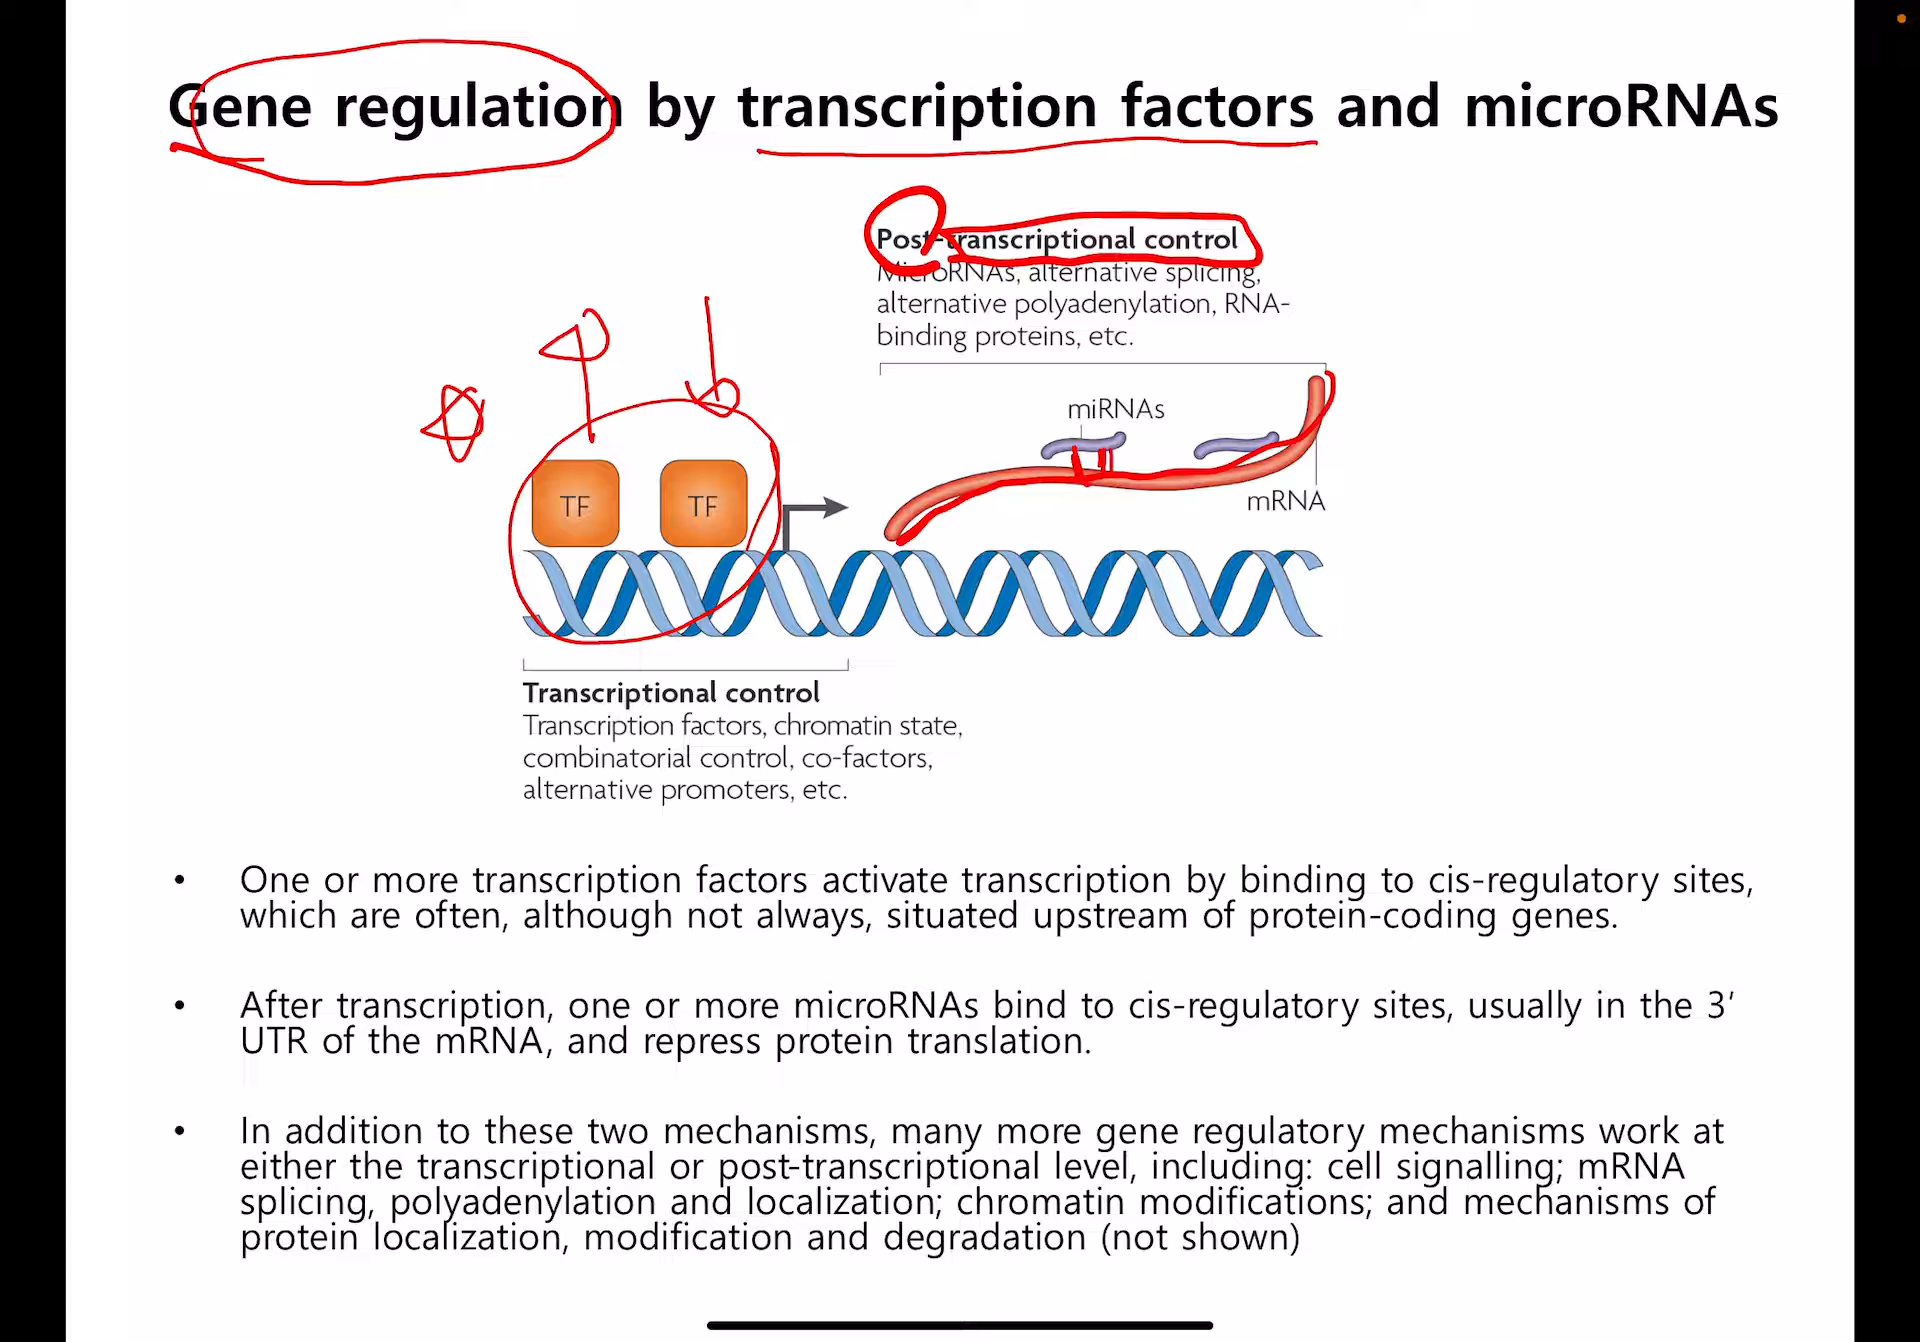 Gene regulation by transcription factors and microRNAs
Post-transcriptional control
MicroRNAs, alternative splicing,
alternative polyadenylation, RNA-
binding proteins, etc.
miRNAs
TF
TF
mRNA
Transcriptional control
Transcription factors, chromatin state,
combinatorial control, co-factors,
alternative promoters, etc.
• One or more transcription factors activate transcription by binding to cis-regulatory sites,
which are often, although not always, situated upstream of protein-coding genes.
• After transcription, one or more microRNAs bind to cis-regulatory sites, usually in the 3’
UTR of the mRNA, and repress protein translation.
• In addition to these two mechanisms, many more gene regulatory mechanisms work at
either the transcriptional or post-transcriptional level, including: cell signalling; mRNA
splicing, polyadenylation and localization; chromatin modifications; and mechanisms of
protein localization, modification and degradation (not shown)